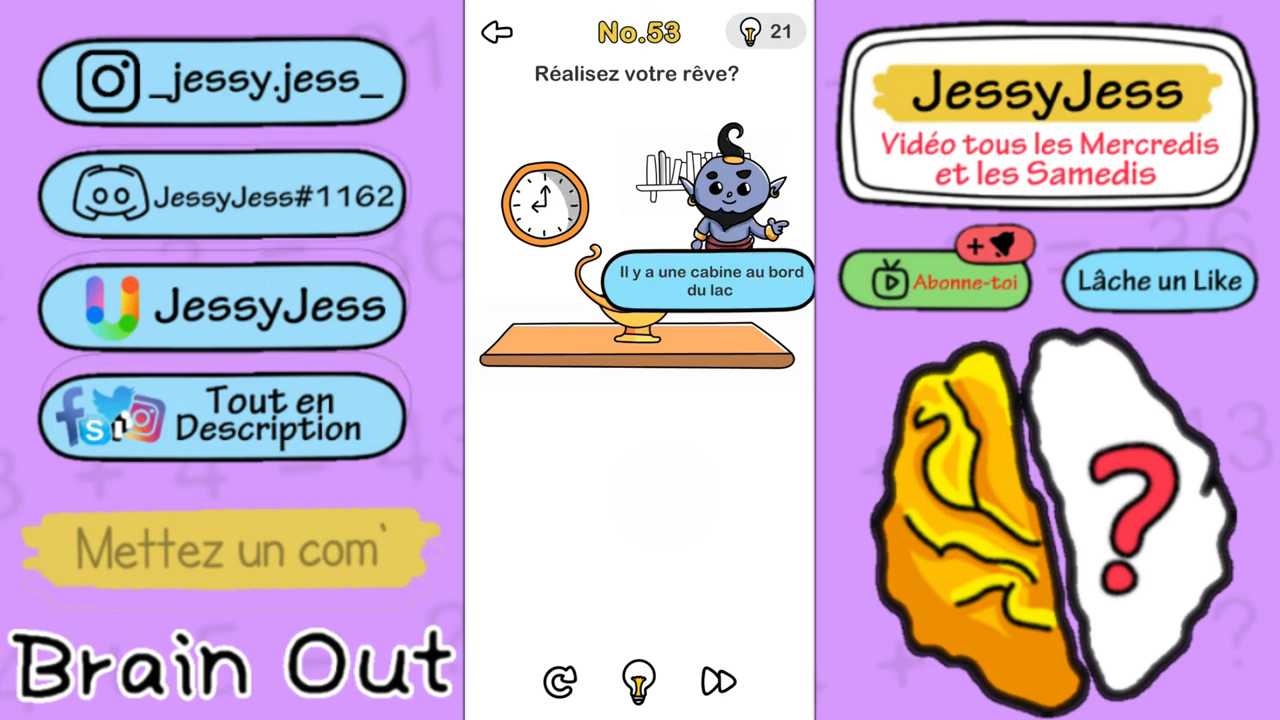 _jessy.jess_
JessyJess#1162
JessyJess
Tout en
Description
Mettez un com'
Brain Out
No.53
21
Réalisez votre rêve?
Il y a une cabine au bord
du lac
JessyJess
Vidéo tous les Mercredis
et les Samedis
+
Abonne-toi
Lâche un Like
?